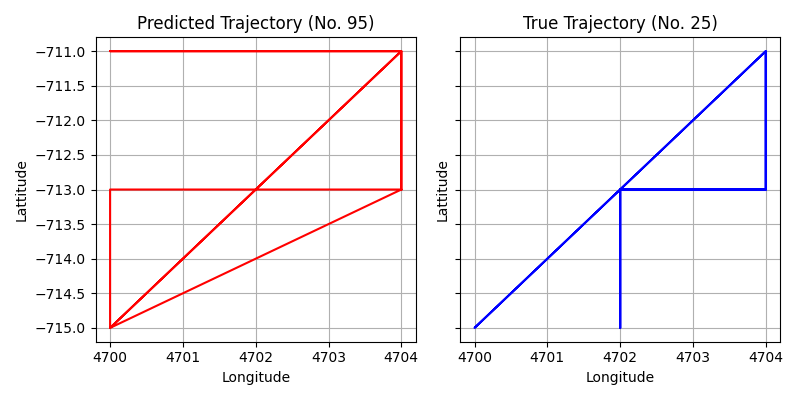 Predicted Trajectory (No. 95)
True Trajectory (No. 25)
−711.0
−711.5
−712.0
−712.5
−713.0
−713.5
−714.0
−714.5
−715.0
Lattitude
Lattitude
4700 4701 4702 4703 4704
4700 4701 4702 4703 4704
Longitude
Longitude